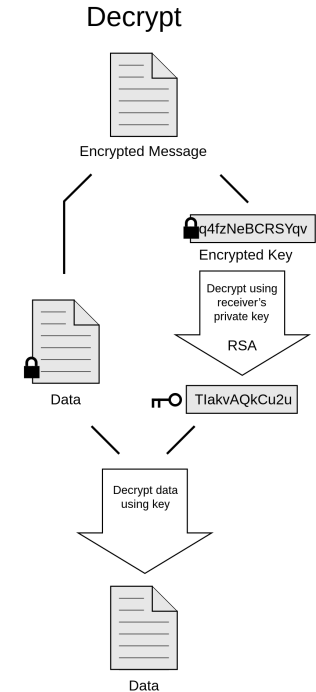 Decrypt
Encrypted Message
q4fzNeBCRSYqv
Encrypted Key
Decrypt using
receiver's
private key
RSA
Data
TIakvAQkCu2u
Decrypt data
using key
Data